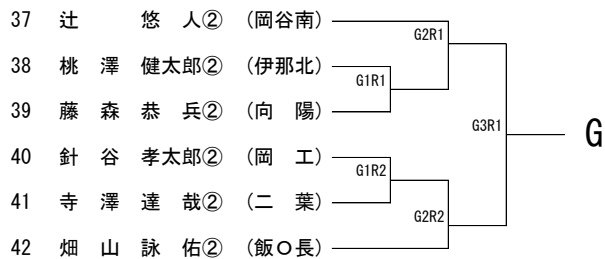 37 辻 悠 人② (岡谷南)
G2R1
38 桃 澤 健太郎② (伊那北)
G1R1
39 藤 森 恭 兵② (向 陽)
G3R1
G
40 針 谷 孝太郎② (岡 工)
G1R2
41 寺 澤 達 哉② (二 葉)
G2R2
42 畑 山 詠 佑② (飯O長)